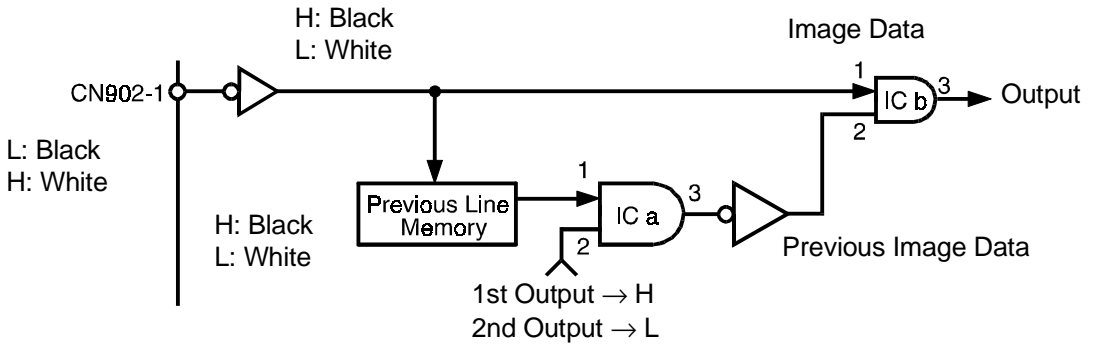 H: Black
L: White
Image Data
CN902-1
1
IC b
3
Output
2
L: Black
H: White
Previous Line
Memory
1
IC a
3
2
H: Black
L: White
Previous Image Data
1st Output → H
2nd Output → L